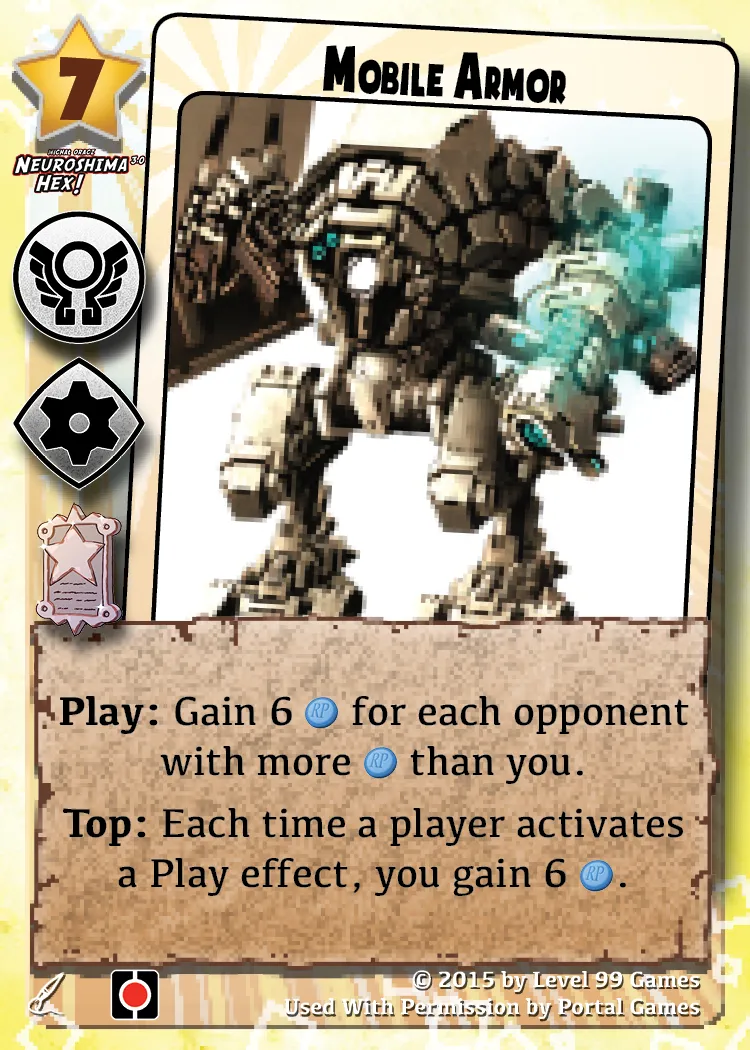 7
MOBILE ARMOR
MICHAŁ ORACZ
NEUROSHIMA 3.0
HEX!
Play: Gain 6 RP for each opponent
with more RP than you.
Top: Each time a player activates
a Play effect, you gain 6 RP.
© 2015 by Level 99 Games
Used With Permission by Portal Games